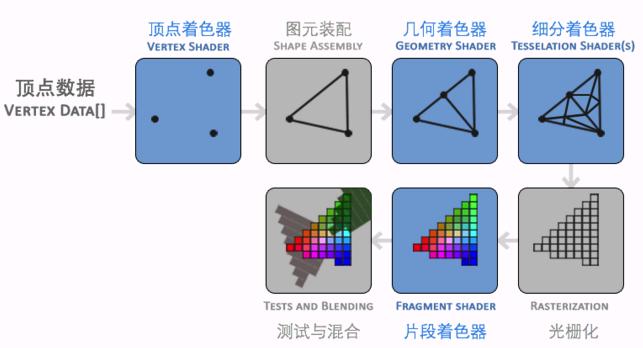 顶点着色器
VERTEX SHADER
图元装配
SHAPE ASSEMBLY
几何着色器
GEOMETRY SHADER
细分着色器
TESSELATION SHADER(S)
顶点数据
VERTEX DATA[]
TESTS AND BLENDING
测试与混合
FRAGMENT SHADER
片段着色器
RASTERIZATION
光栅化